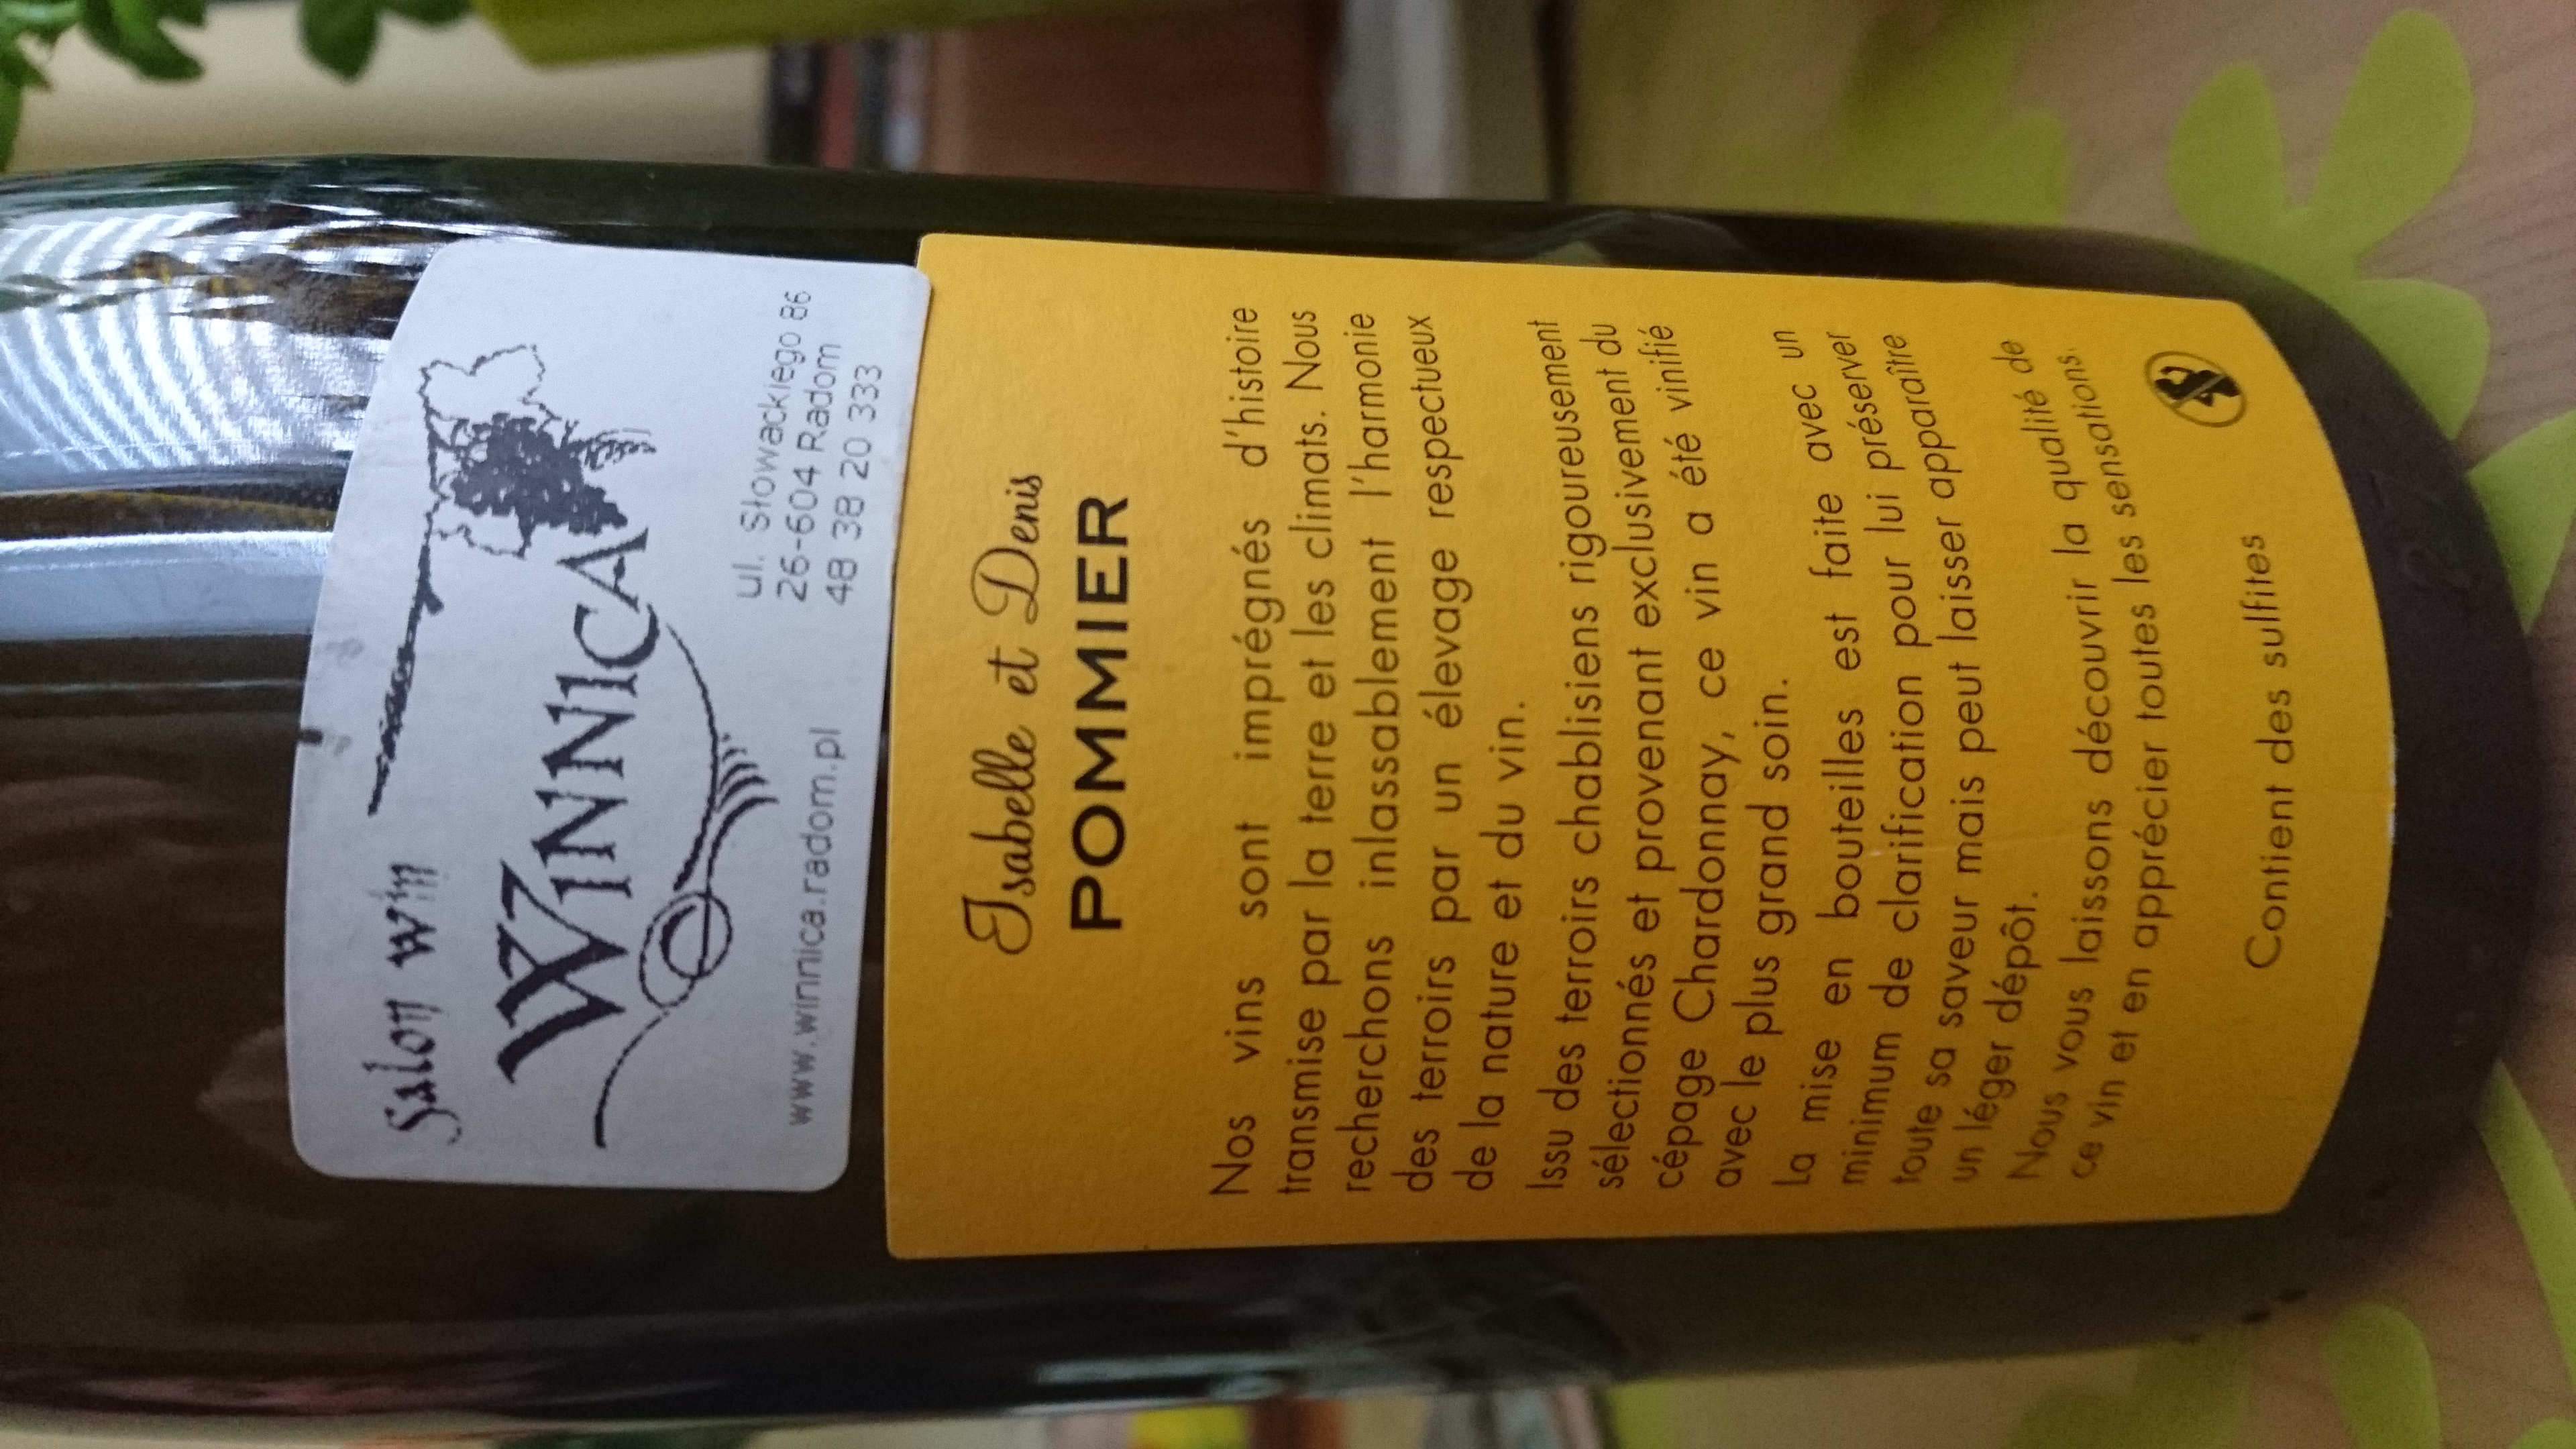 Salon win
WINNICA
ul. Słowackiego 86
26-604 Radom
48 38 20 333
www.winnica.radom.pl
Isabelle et Denis
POMMIER
Nos vins sont imprégnés d'histoire
transmise par la terre et les climats. Nous
recherchons inlassablement l'harmonie
des terroirs par un élevage respectueux
de la nature et du vin.
Issu des terroirs chablisiens rigoureusement
sélectionnés et provenant exclusivement du
cépage Chardonnay, ce vin a été vinifié
avec le plus grand soin.
La mise en bouteilles est faite avec un
minimum de clarification pour lui préserver
toute sa saveur mais peut laisser apparaître
un léger dépôt.
Nous vous laissons découvrir la qualité de
ce vin et en apprécier toutes les sensations.
Contient des sulfites